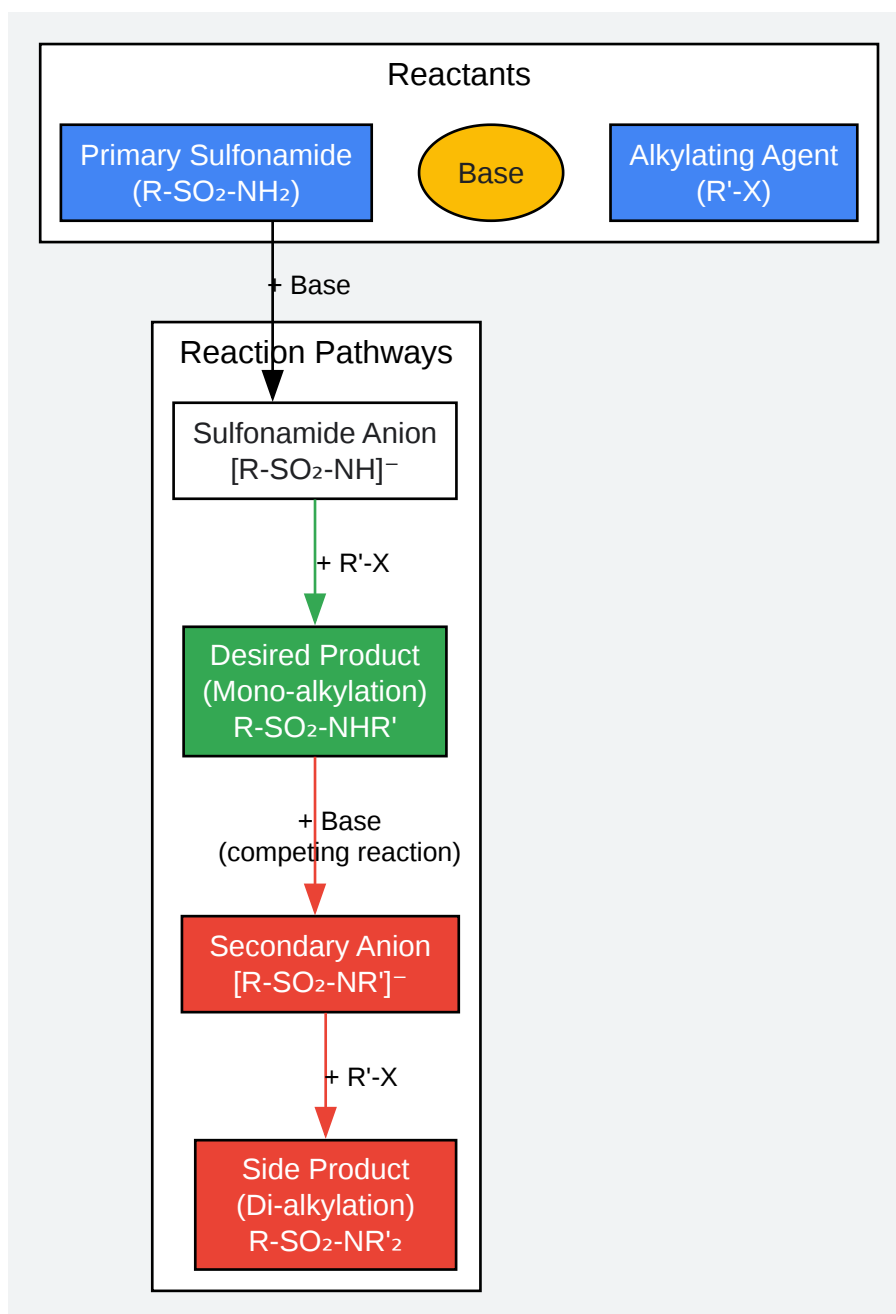 Reactants
Primary Sulfonamide
(R-SO₂-NH₂)
Base
Alkylating Agent
(R'-X)
+ Base
Reaction Pathways
Sulfonamide Anion
[R-SO₂-NH]⁻
+ R'-X
Desired Product
(Mono-alkylation)
R-SO₂-NHR'
+ Base
(competing reaction)
Secondary Anion
[R-SO₂-NR']⁻
+ R'-X
Side Product
(Di-alkylation)
R-SO₂-NR'₂